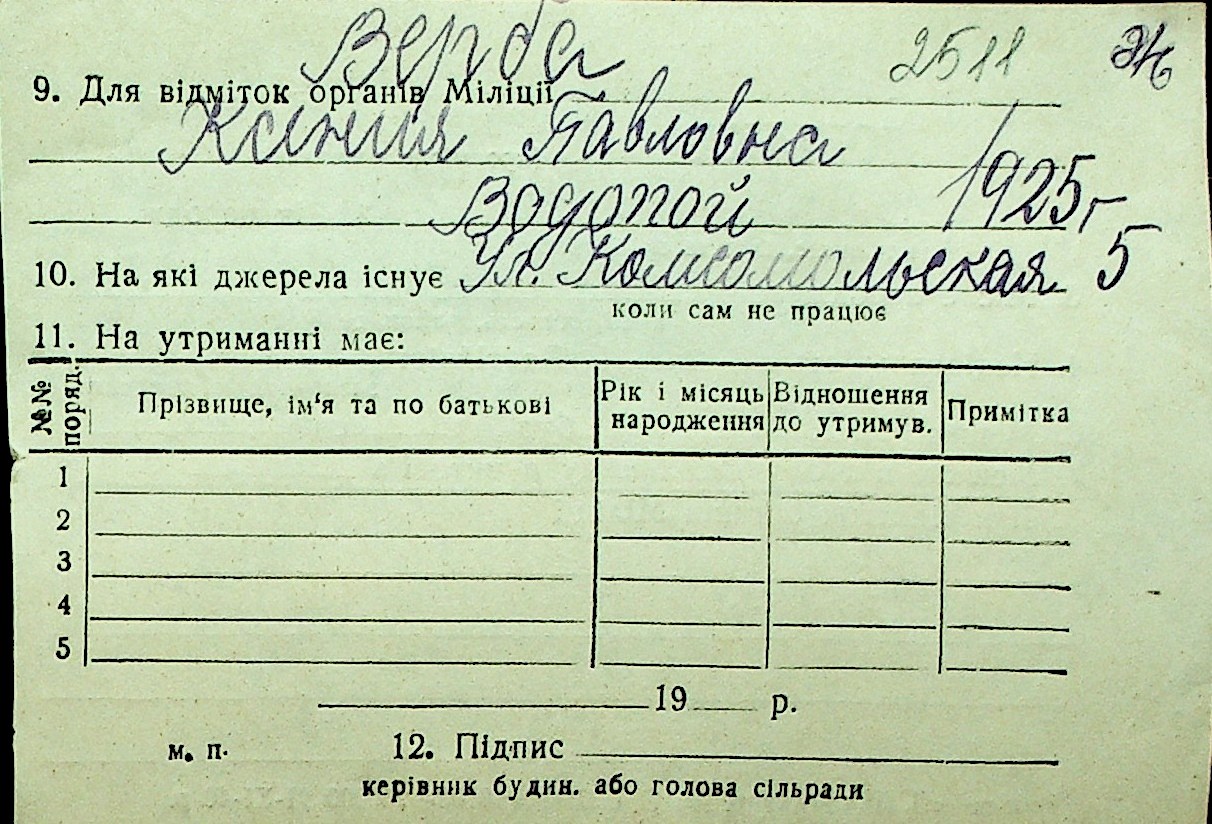 Верба 2511
9. Для відміток органів Міліції
Ксения Павловна
Водопой 1925г
10. На які джерела існує Ул. Комсомольская 5
коли сам не працює
11. На утриманні має:
№№ поряд. Прізвище, ім‘я та по батькові Рік і місяць народження Відношення до утримув. Примітка
1
2
3
4
5
19 р.
м. п. 12. Підпис
керівник будин. або голова сільради